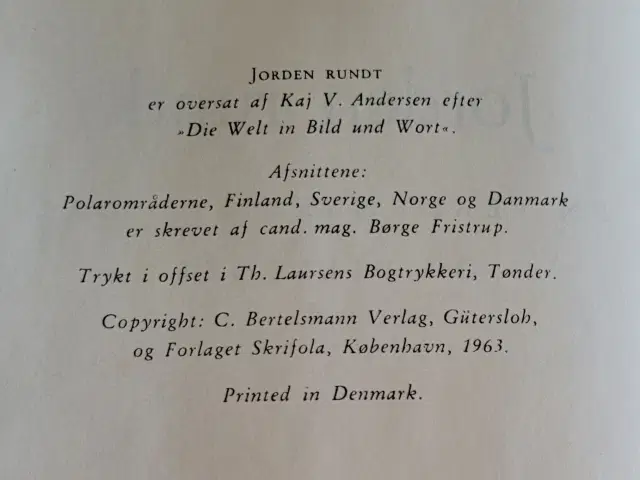 JORDEN RUNDT
er oversat af Kaj V. Andersen efter
»Die Welt in Bild und Wort«.
Afsnittene:
Polarområderne, Finland, Sverige, Norge og Danmark
er skrevet af cand. mag. Børge Fristrup.
Trykt i offset i Th. Laursens Bogtrykkeri, Tønder.
Copyright: C. Bertelsmann Verlag, Gütersloh,
og Forlaget Skrifola, København, 1963.
Printed in Denmark.